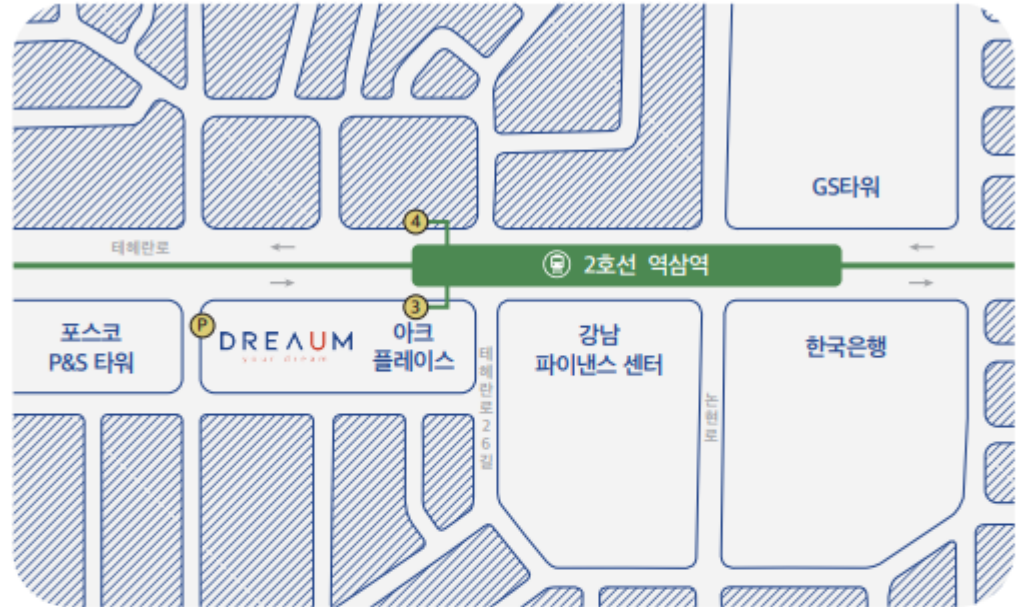 GS타워
4
테헤란로
2호선 역삼역
3
P
포스코
P&S 타워
DREAUM
your dream
아크
플레이스
강남
파이낸스 센터
한국은행
테헤란로26길
논현로